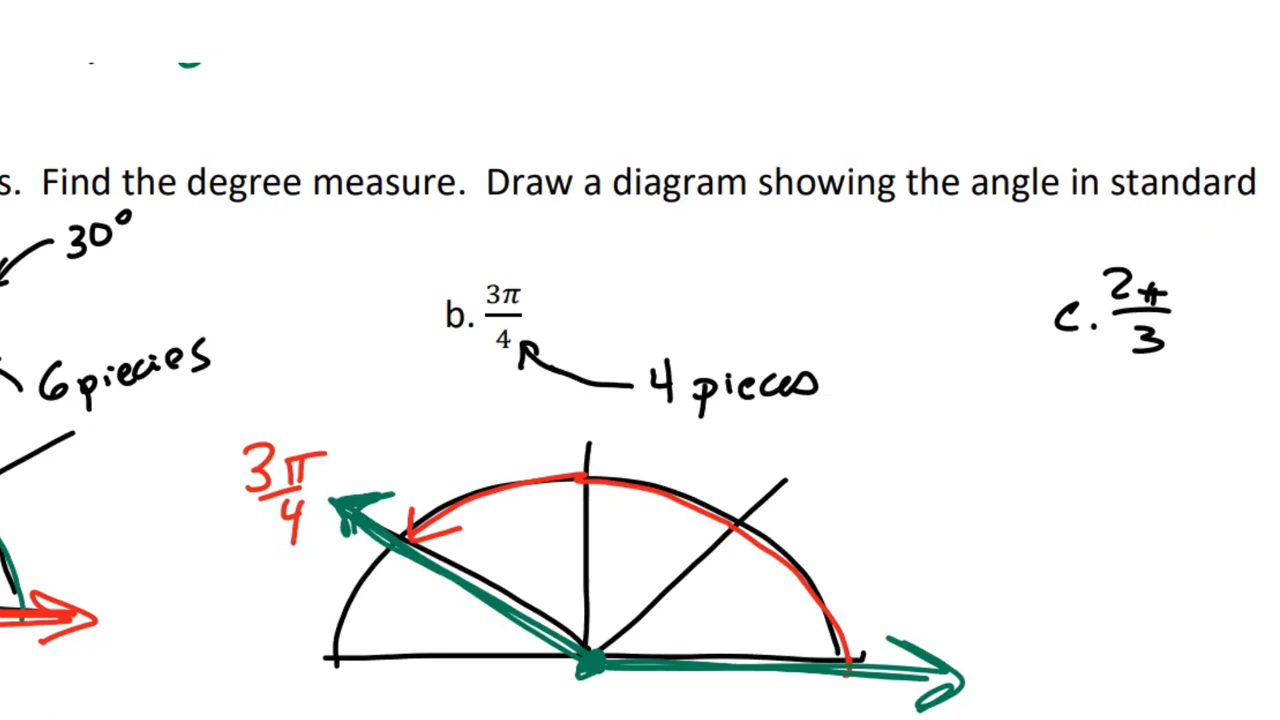 s. Find the degree measure. Draw a diagram showing the angle in standard
30°
b. 3π/4
c. 2π/3
6 piecies
4 pieces
3π/4